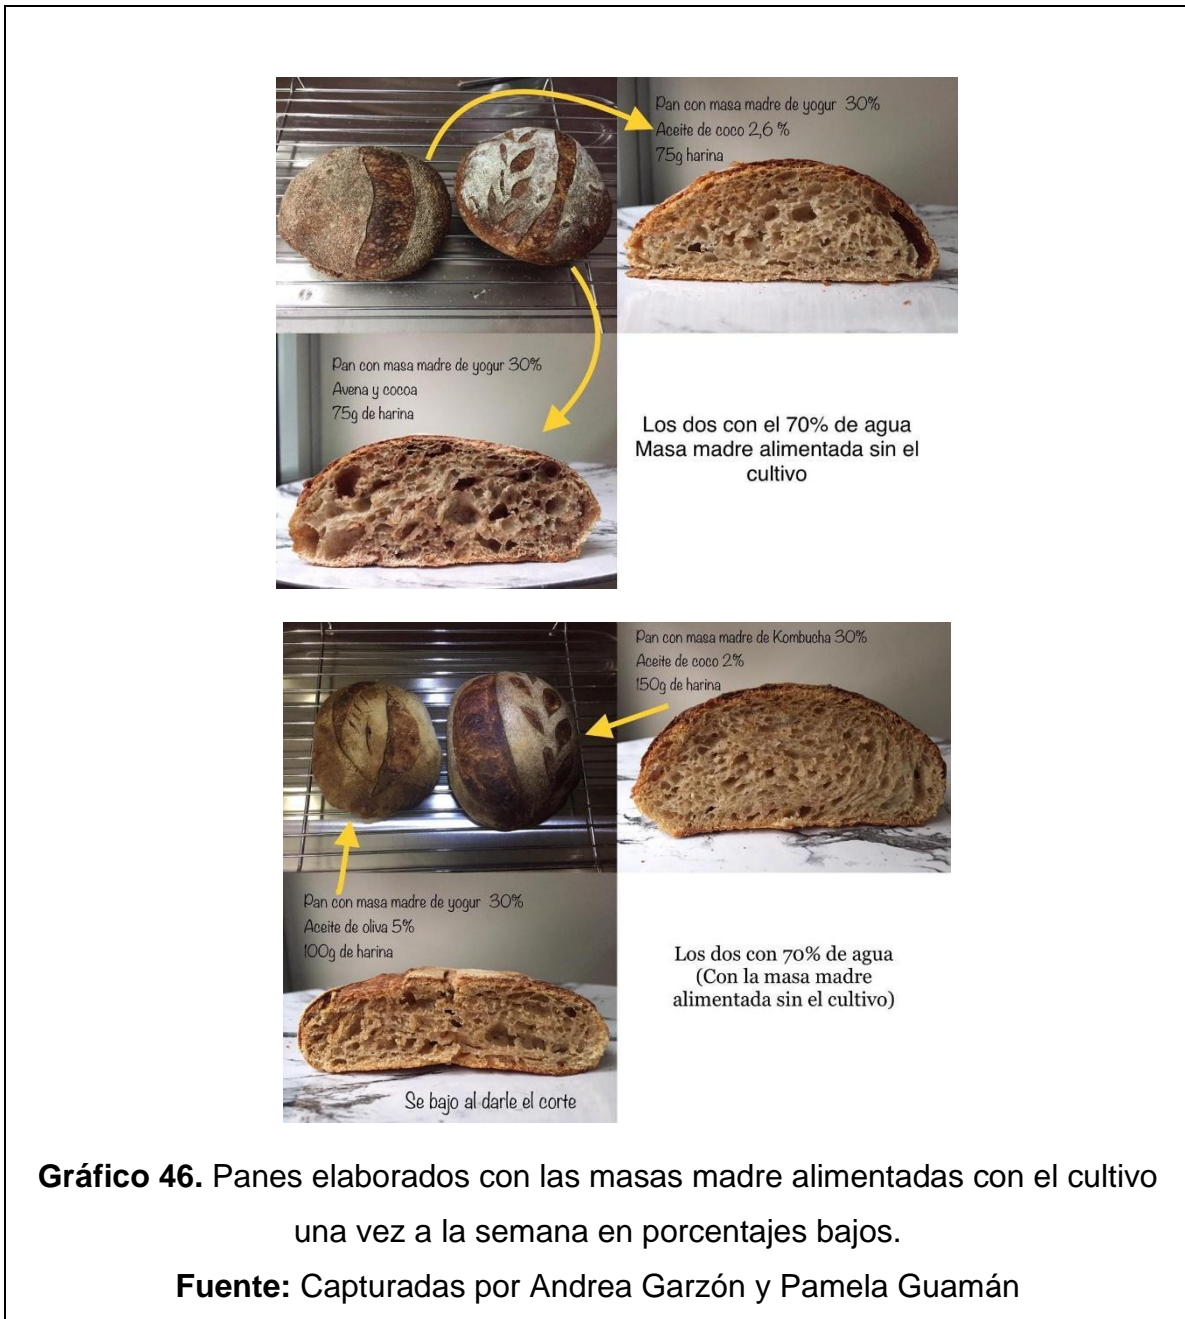 Pan con masa madre de yogur 30%
Aceite de coco 2,6 %
75g harina
Pan con masa madre de yogur 30%
Avena y cocoa
75g de harina
Los dos con el 70% de agua
Masa madre alimentada sin el
cultivo
Pan con masa madre de Kombucha 30%
Aceite de coco 2%
150g de harina
Pan con masa madre de yogur 30%
Aceite de oliva 5%
100g de harina
Los dos con 70% de agua
(Con la masa madre
alimentada sin el cultivo)
Se bajo al darle el corte
Gráfico 46. Panes elaborados con las masas madre alimentadas con el cultivo
una vez a la semana en porcentajes bajos.
Fuente: Capturadas por Andrea Garzón y Pamela Guamán